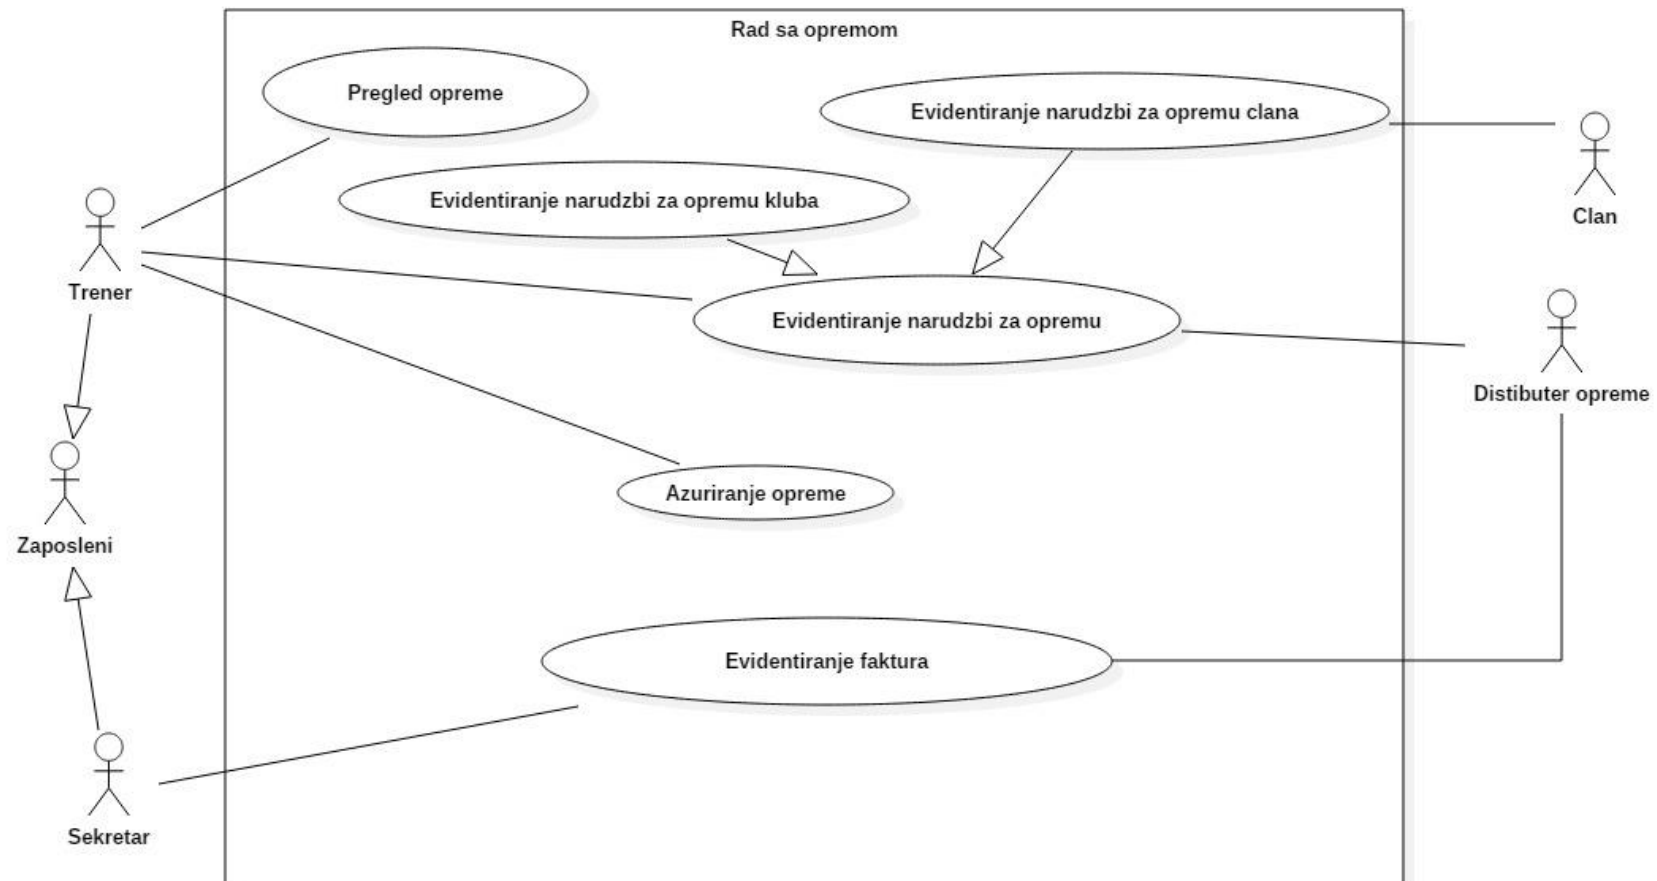 Rad sa opremom
Pregled opreme
Evidentiranje narudzbi za opremu clana
Evidentiranje narudzbi za opremu kluba
Clan
Trener
Evidentiranje narudzbi za opremu
Distibuter opreme
Azuriranje opreme
Zaposleni
Evidentiranje faktura
Sekretar